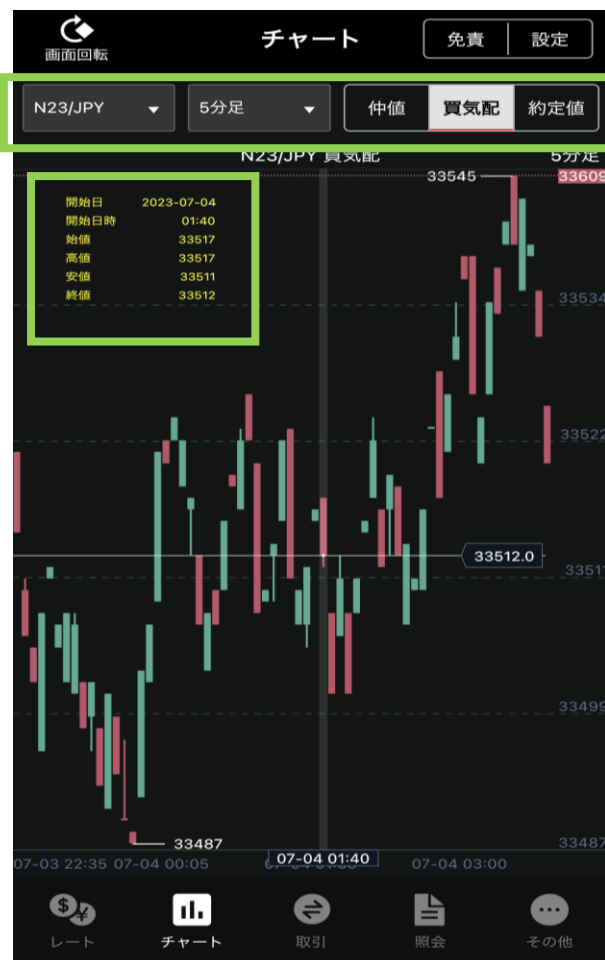 画面回転
チャート
免責
設定
N23/JPY
5分足
仲値
買気配
約定値
N23/JPY 買気配
5分足
33545
33609
開始日 2023-07-04
開始日時 01:40
始値 33517
高値 33517
安値 33511
終値 33512
33534
33522
33512.0
33511
33499
33487
33487
07-03 22:35 07-04 00:05
07-04 01:40
07-04 03:00
レート
チャート
取引
照会
その他